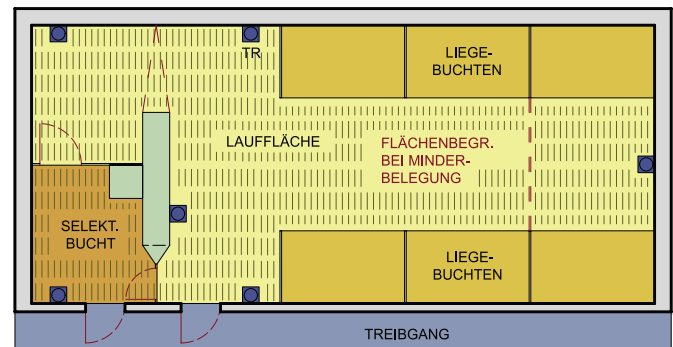 LIEGE-
BUCHTEN
TR
LAUFFLÄCHE
FLÄCHENBEGR.
BEI MINDER-
BELEGUNG
SELEKT.
BUCHT
LIEGE-
BUCHTEN
TREIBGANG